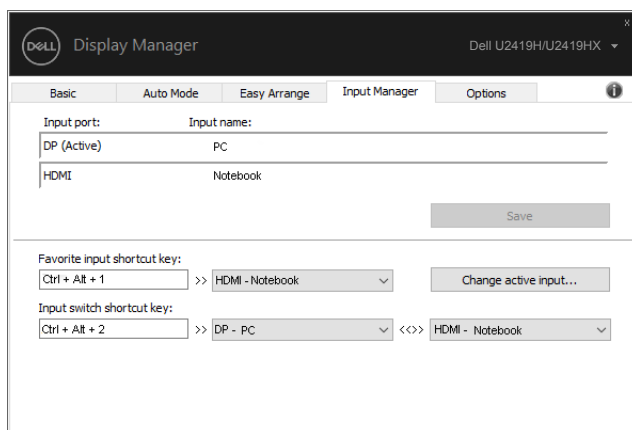 x
DELL Display Manager Dell U2419H/U2419HX
Basic Auto Mode Easy Arrange Input Manager Options i
Input port: Input name:
DP (Active) PC
HDMI Notebook
Save
Favorite input shortcut key:
Ctrl + Alt + 1 >> HDMI - Notebook Change active input...
Input switch shortcut key:
Ctrl + Alt + 2 >> DP - PC <<>> HDMI - Notebook